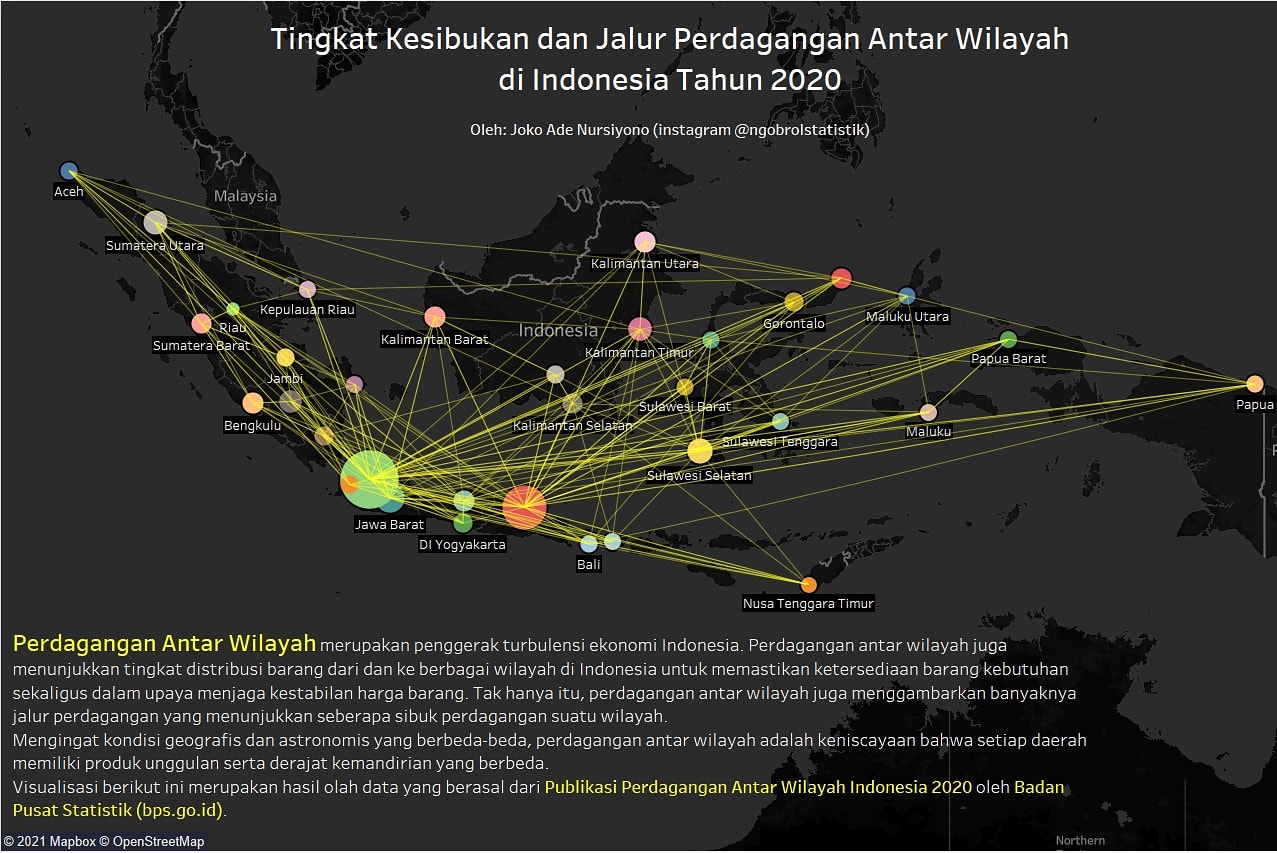 Tingkat Kesibukan dan Jalur Perdagangan Antar Wilayah
di Indonesia Tahun 2020
Oleh: Joko Ade Nursiyono (instagram @ngobrolstatistik)
Aceh
Malaysia
Sumatera Utara
Kalimantan Utara
Kepulauan Riau
Maluku Utara
Gorontalo
Riau
Indonesia
Kalimantan Barat
Sumatera Barat
Kalimantan Timur
Papua Barat
Jambi
Papua
Sulawesi Barat
Bengkulu
Kalimantan Selatan
Maluku
Sulawesi Tenggara
Sulawesi Selatan
Jawa Barat
DI Yogyakarta
Bali
Nusa Tenggara Timur
Perdagangan Antar Wilayah merupakan penggerak turbulensi ekonomi Indonesia. Perdagangan antar wilayah juga
menunjukkan tingkat distribusi barang dari dan ke berbagai wilayah di Indonesia untuk memastikan ketersediaan barang kebutuhan
sekaligus dalam upaya menjaga kestabilan harga barang. Tak hanya itu, perdagangan antar wilayah juga menggambarkan banyaknya
jalur perdagangan yang menunjukkan seberapa sibuk perdagangan suatu wilayah.
Mengingat kondisi geografis dan astronomis yang berbeda-beda, perdagangan antar wilayah adalah keniscayaan bahwa setiap daerah
memiliki produk unggulan serta derajat kemandirian yang berbeda.
Visualisasi berikut ini merupakan hasil olah data yang berasal dari Publikasi Perdagangan Antar Wilayah Indonesia 2020 oleh Badan
Pusat Statistik (bps.go.id).
© 2021 Mapbox © OpenStreetMap
Northern